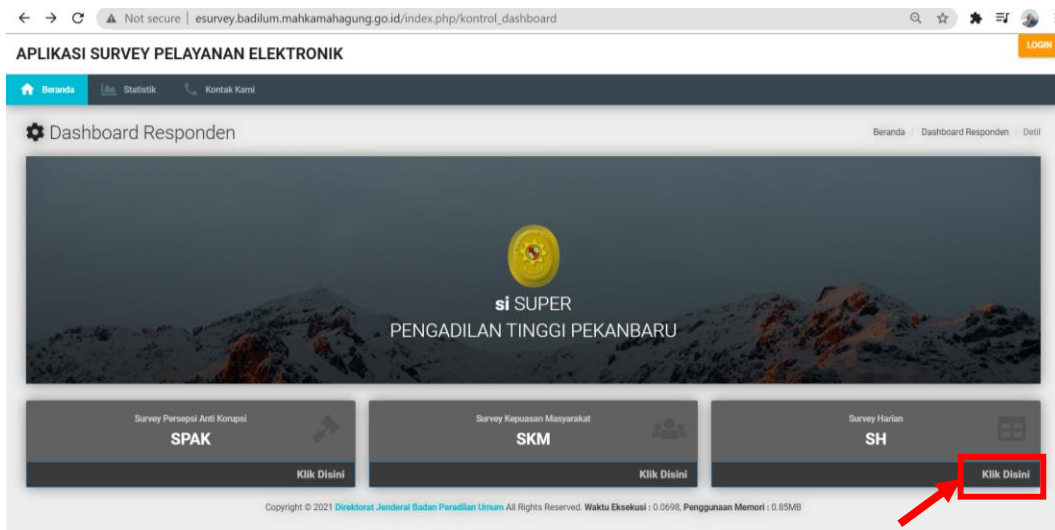 Not secure | esurvey.badilum.mahkamahagung.go.id/index.php/kontrol_dashboard
APLIKASI SURVEY PELAYANAN ELEKTRONIK
LOGIN
Beranda Statistik Kontak Kami
Dashboard Responden
Beranda / Dashboard Responden / Detil
si SUPER
PENGADILAN TINGGI PEKANBARU
Survey Persepsi Anti Korupsi
SPAK
Klik Disini
Survey Kepuasan Masyarakat
SKM
Klik Disini
Survey Harian
SH
Klik Disini
Copyright © 2021 Direktorat Jenderal Badan Peradilan Umum All Rights Reserved. Waktu Eksekusi : 0.0698, Penggunaan Memori : 0.85MB